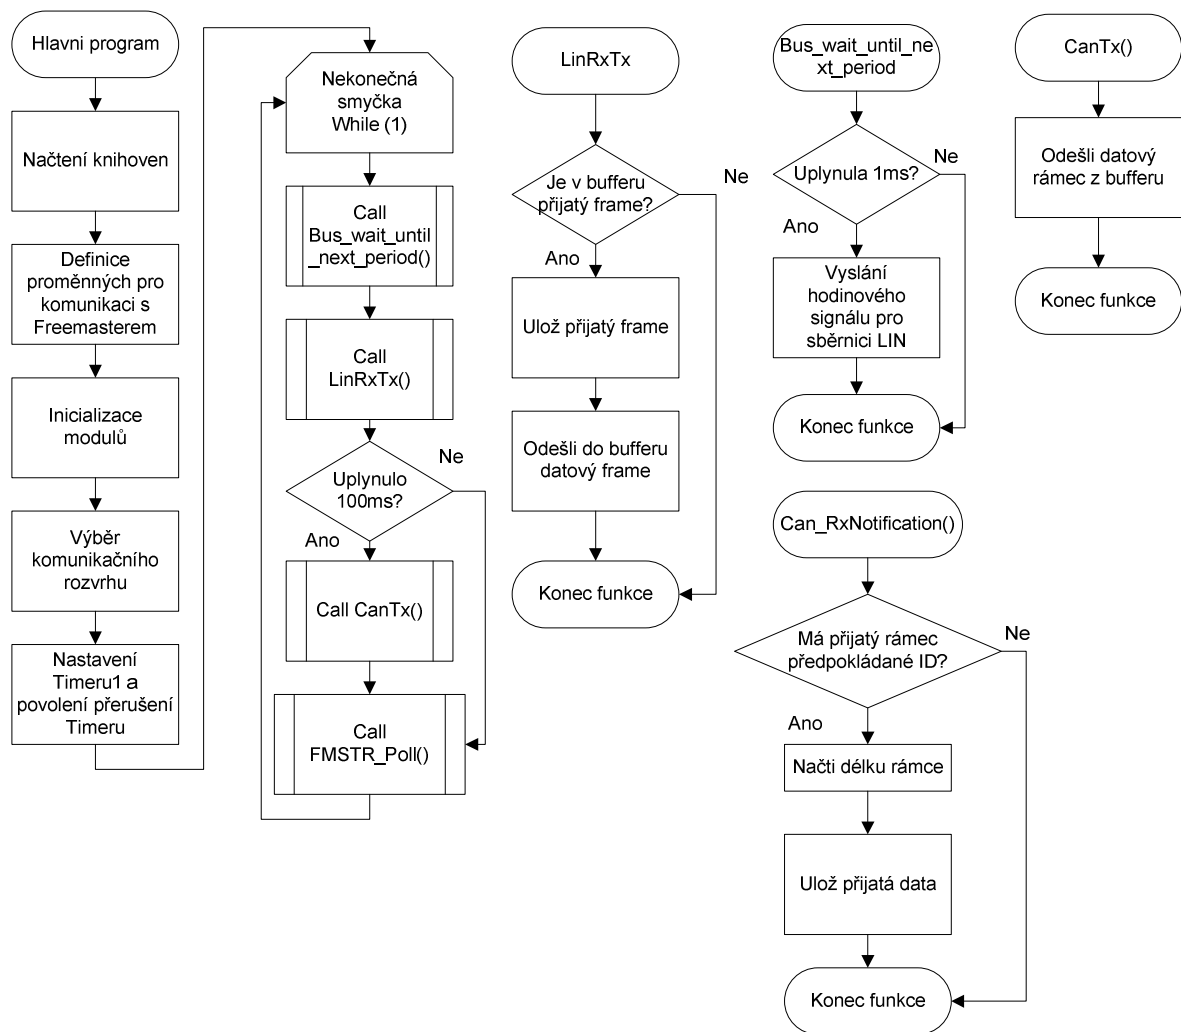 Hlavni program
Načtení knihoven
Definice
proměnných pro
komunikaci s
Freemasterem
Inicializace
modulů
Výběr
komunikačního
rozvrhu
Nastavení
Timeru1 a
povolení přerušení
Timeru
Nekonečná
smyčka
While (1)
Call
Bus_wait_until
_next_period()
Call
LinRxTx()
Uplynulo
100ms?
Ne
Ano
Call CanTx()
Call
FMSTR_Poll()
LinRxTx
Je v bufferu
přijatý frame?
Ne
Ano
Ulož přijatý frame
Odešli do bufferu
datový frame
Konec funkce
Bus_wait_until_ne
xt_period
Uplynula 1ms?
Ne
Ano
Vyslání
hodinového
signálu pro
sběrnici LIN
Konec funkce
CanTx()
Odešli datový
rámec z bufferu
Konec funkce
Can_RxNotification()
Má přijatý rámec
předpokládané ID?
Ne
Ano
Načti délku rámce
Ulož přijatá data
Konec funkce